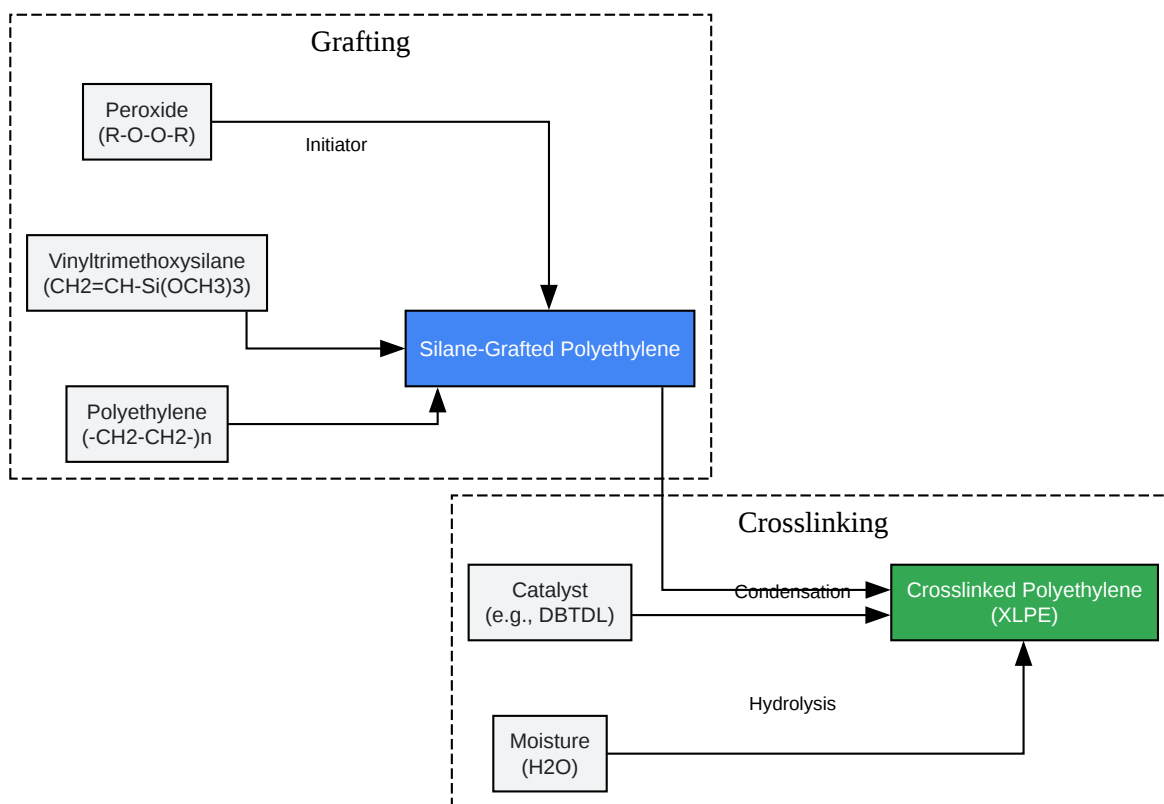 Grafting
Peroxide
(R-O-O-R)
Initiator
Vinyltrimethoxysilane
(CH2=CH-Si(OCH3)3)
Silane-Grafted Polyethylene
Polyethylene
(-CH2-CH2-)n
Crosslinking
Catalyst
(e.g., DBTDL)
Condensation
Crosslinked Polyethylene
(XLPE)
Hydrolysis
Moisture
(H2O)